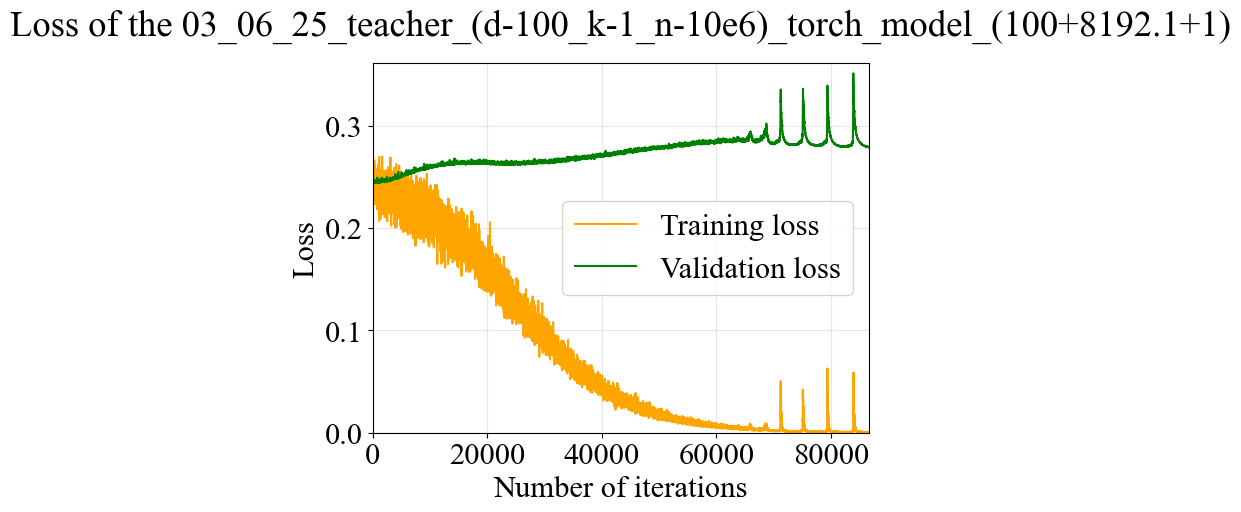 Loss of the 03_06_25_teacher_(d-100_k-1_n-10e6)_torch_model_(100+8192.1+1)
0.3
0.2
0.1
0.0
Loss
Training loss
Validation loss
0 20000 40000 60000 80000
Number of iterations